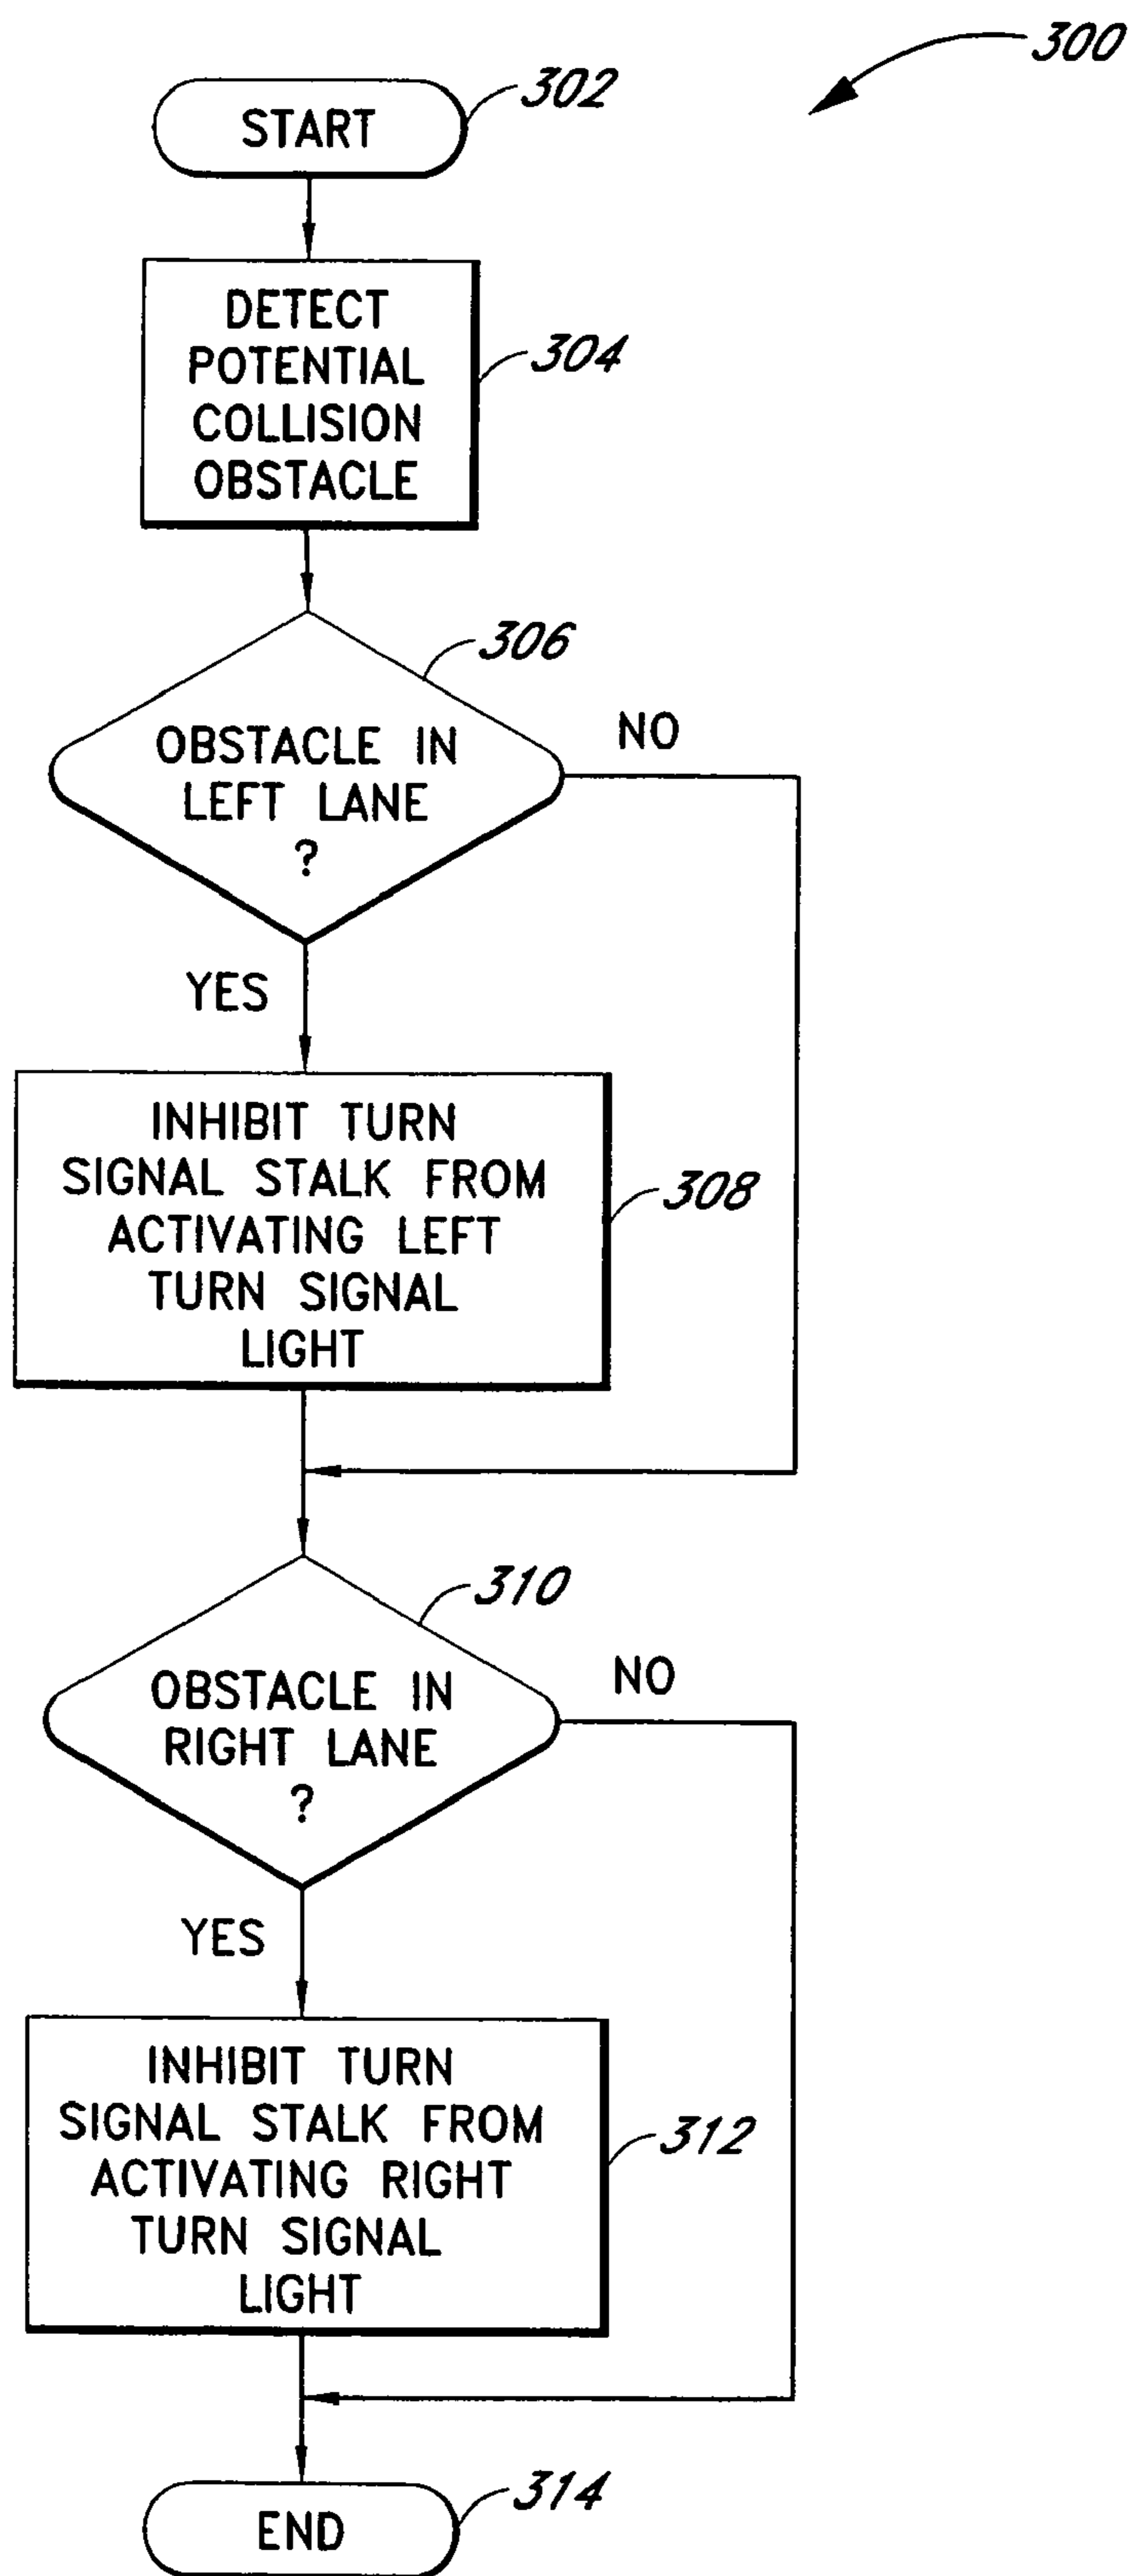 300
START
302
DETECT
POTENTIAL
COLLISION
OBSTACLE
304
306
OBSTACLE IN
LEFT LANE
?
NO
YES
INHIBIT TURN
SIGNAL STALK FROM
ACTIVATING LEFT
TURN SIGNAL
LIGHT
308
310
OBSTACLE IN
RIGHT LANE
?
NO
YES
INHIBIT TURN
SIGNAL STALK FROM
ACTIVATING RIGHT
TURN SIGNAL
LIGHT
312
END
314